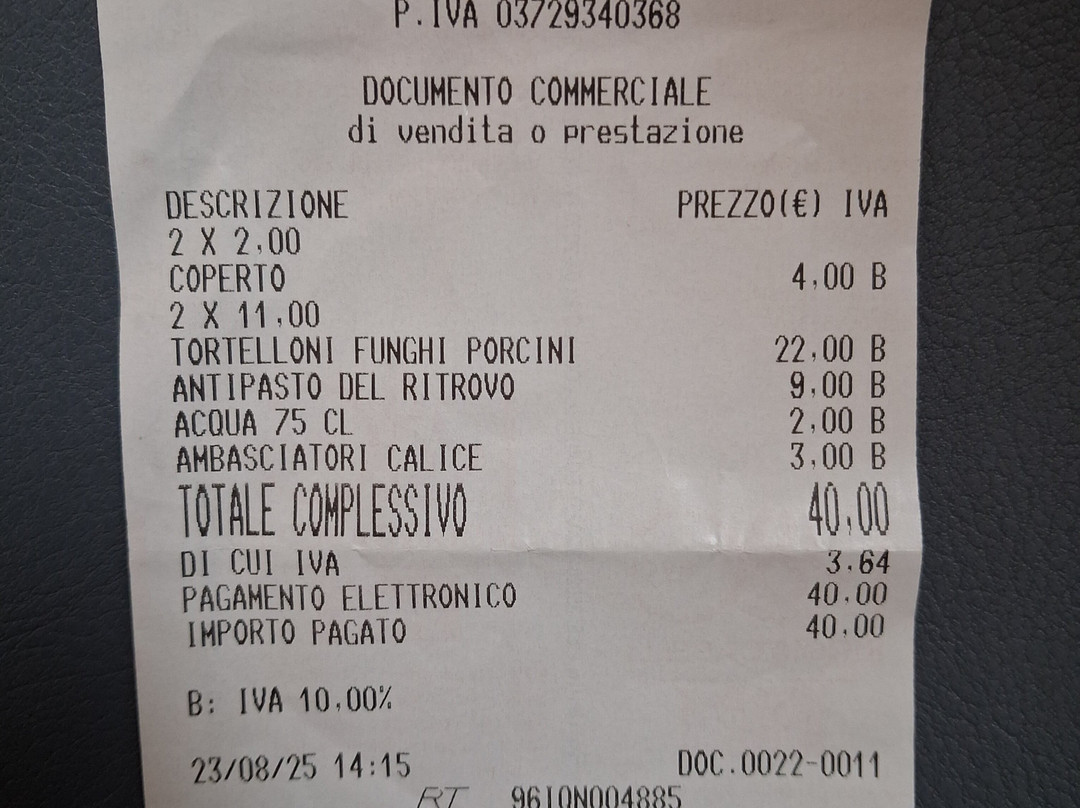 P.IVA 03729340368
DOCUMENTO COMMERCIALE
di vendita o prestazione
DESCRIZIONE PREZZO(€) IVA
2 X 2,00
COPERTO 4,00 B
2 X 11,00
TORTELLONI FUNGHI PORCINI 22,00 B
ANTIPASTO DEL RITROVO 9,00 B
ACQUA 75 CL 2,00 B
AMBASCIATORI CALICE 3,00 B
TOTALE COMPLESSIVO 40,00
DI CUI IVA 3.64
PAGAMENTO ELETTRONICO 40.00
IMPORTO PAGATO 40,00
B: IVA 10,00%
23/08/25 14:15 DOC.0022-0011
RT 96IQN004885